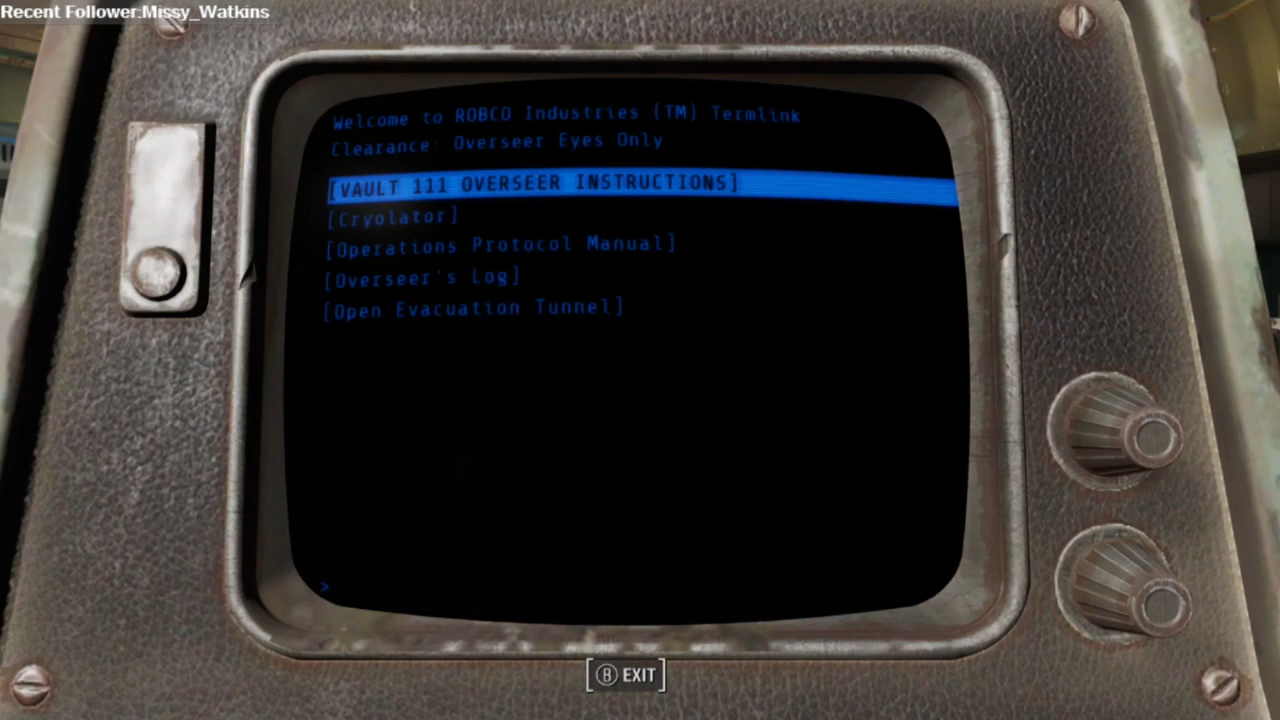 Recent Follower:Missy_Watkins
Welcome to ROBCO Industries (TM) Termlink
Clearance: Overseer Eyes Only
[VAULT 111 OVERSEER INSTRUCTIONS]
[Cryolator]
[Operations Protocol Manual]
[Overseer's Log]
[Open Evacuation Tunnel]
>
[Ⓑ EXIT]